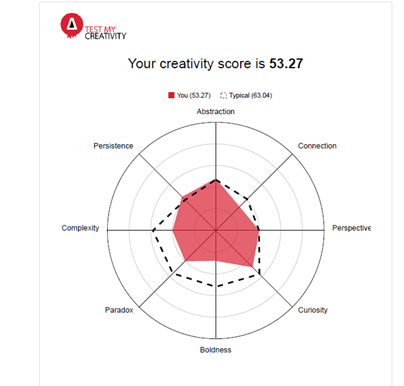 TEST MY
CREATIVITY
Your creativity score is 53.27
You (53.27) Typical (63.04)
Abstraction
Persistence Connection
Complexity Perspective
Paradox Curiosity
Boldness